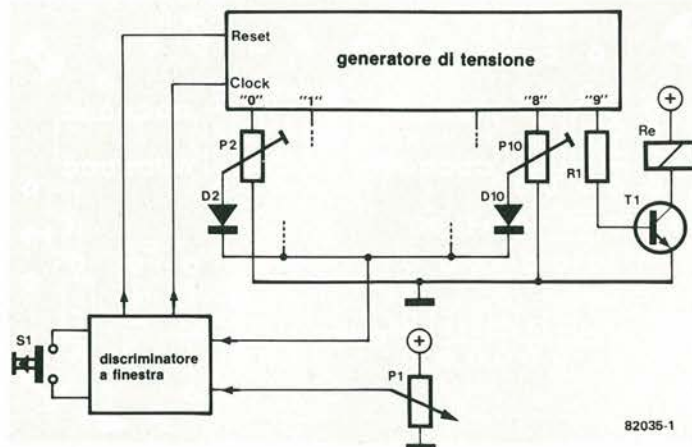 Reset
generatore di tensione
Clock
"0"
"1"
"8"
"9"
+
P2
P10
R1
Re
D2
D10
T1
S1
discriminatore
a finestra
+
P1
82035-1